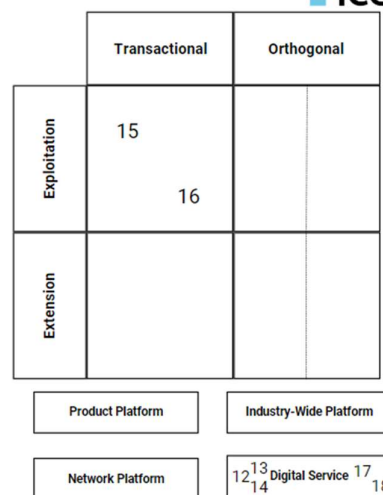 Transactional Orthogonal
Exploitation
15
16
Extension
Product Platform Industry-Wide Platform
Network Platform
12 13 14 Digital Service 17